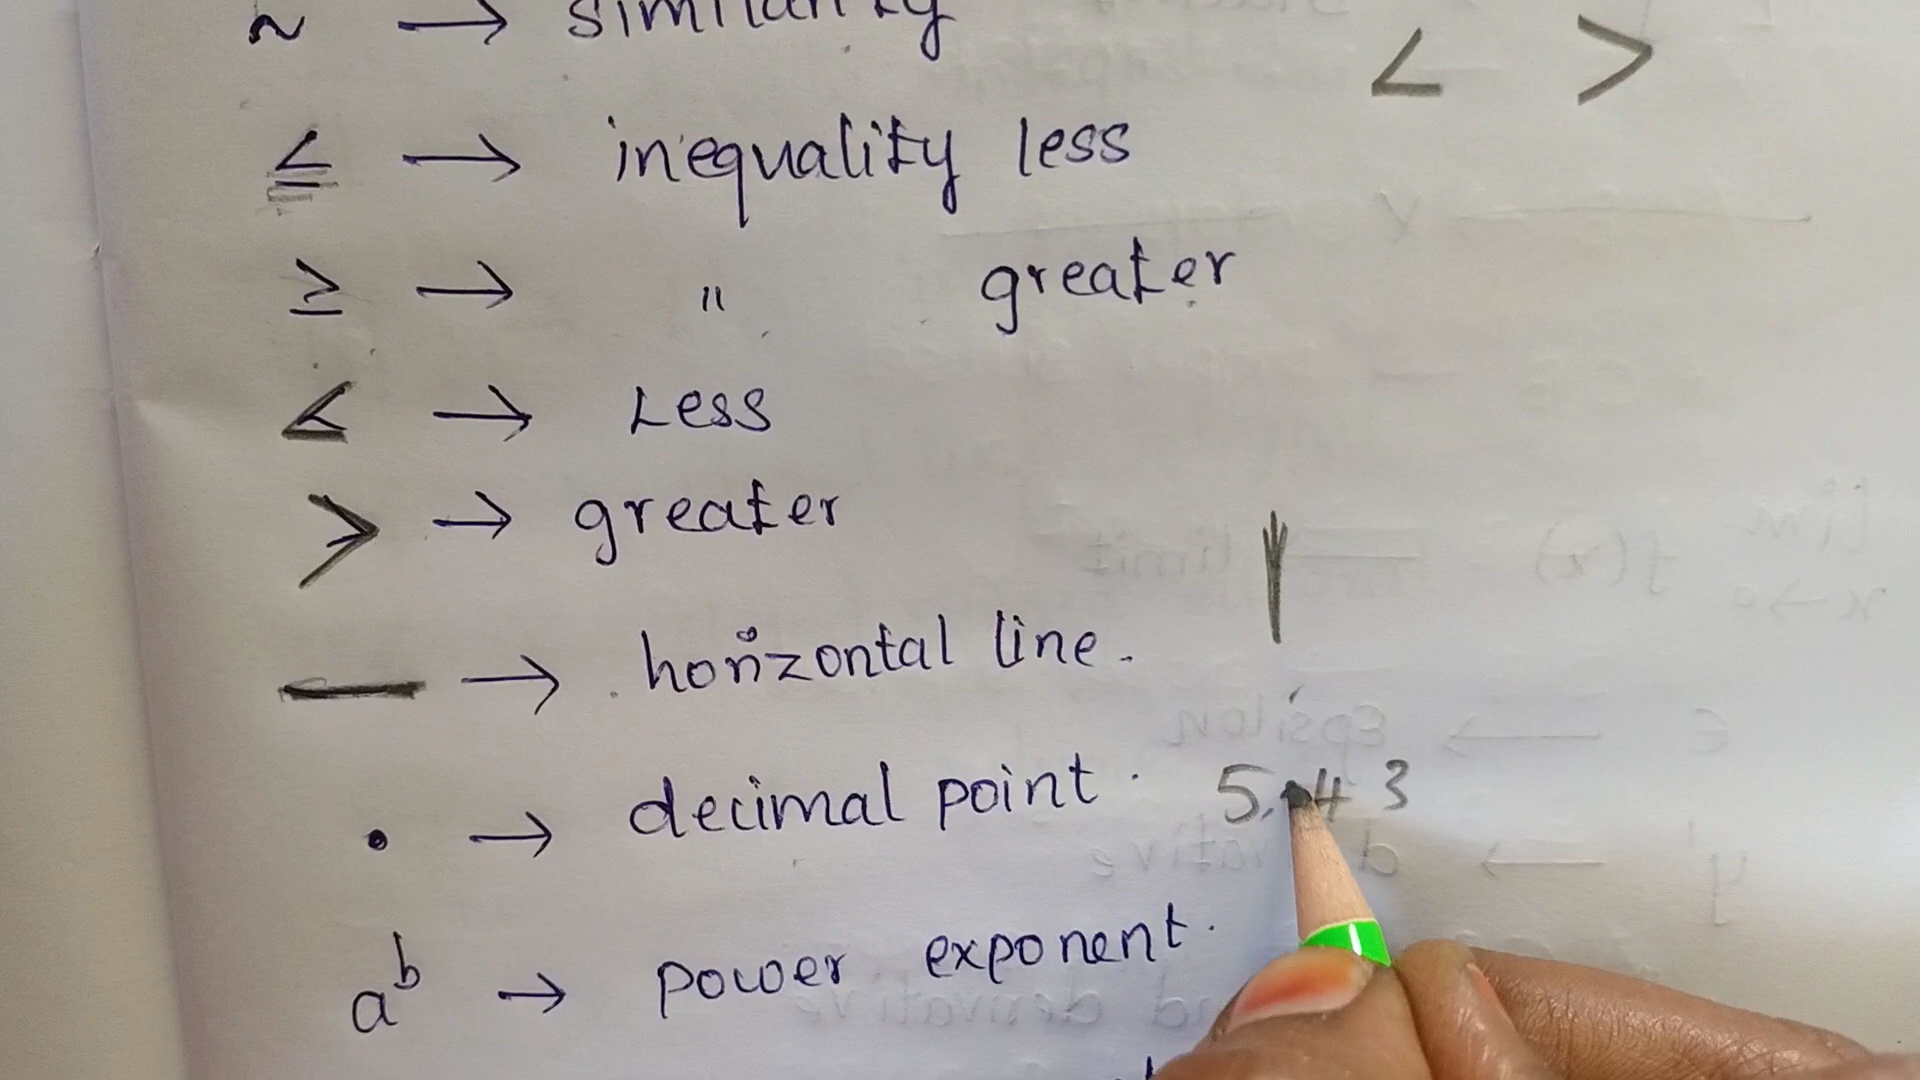 ~ → similarity
< >
≤ → inequality less
≥ → " greater
< → Less
> → greater
— → horizontal line.
. → decimal point. 5.43
a^b → power exponent.